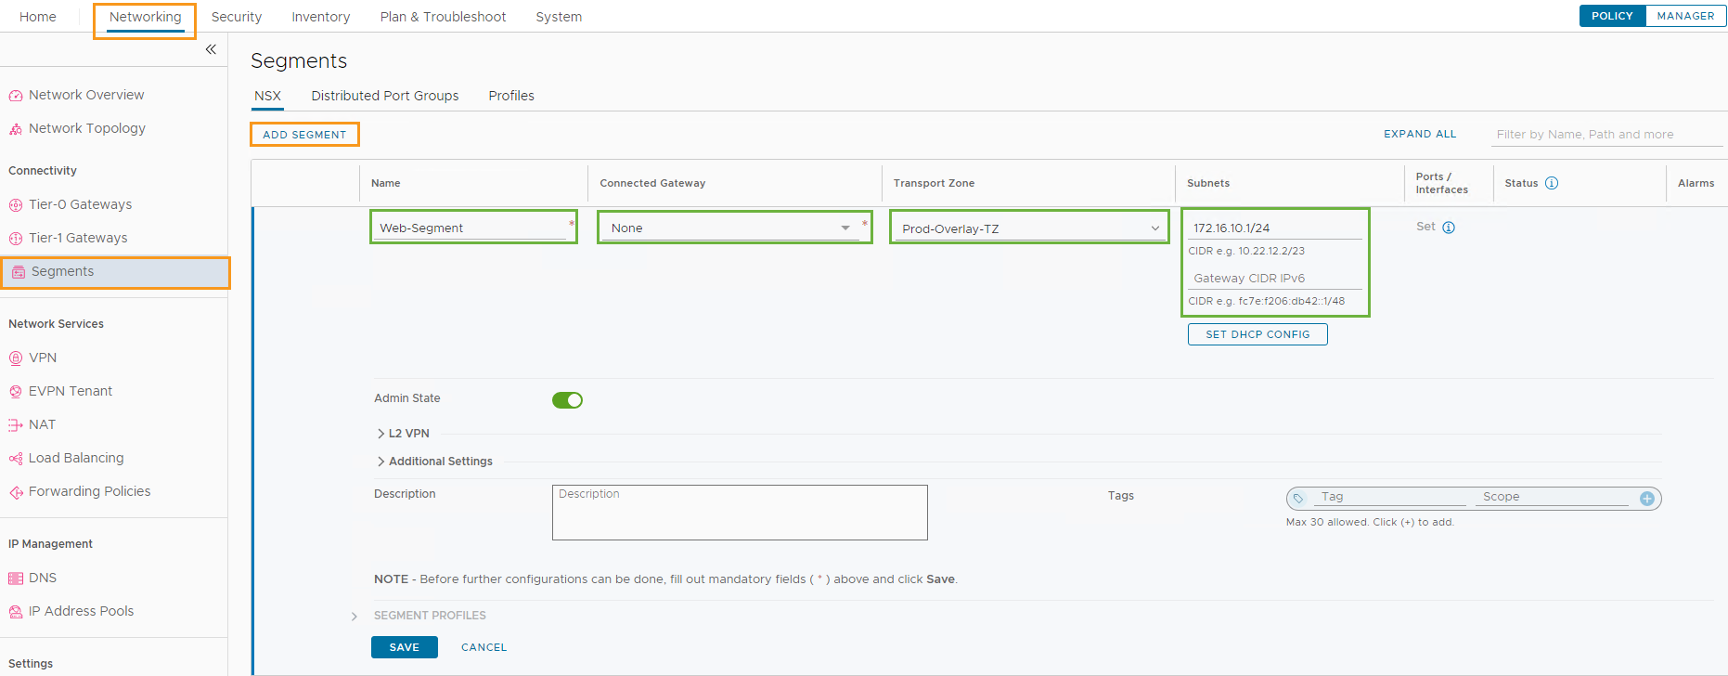 Home Networking Security Inventory Plan & Troubleshoot System POLICY MANAGER
Segments
NSX Distributed Port Groups Profiles
ADD SEGMENT EXPAND ALL Filter by Name, Path and more
Network Overview
Network Topology
Connectivity
Tier-0 Gateways
Tier-1 Gateways
Segments
Network Services
VPN
EVPN Tenant
NAT
Load Balancing
Forwarding Policies
IP Management
DNS
IP Address Pools
Settings
Name Connected Gateway Transport Zone Subnets Ports / Interfaces Status Alarms
Web-Segment * None * Prod-Overlay-TZ 172.16.10.1/24 Set
CIDR e.g. 10.22.12.2/23
Gateway CIDR IPv6
CIDR e.g. fc7e:f206:db42::1/48
SET DHCP CONFIG
Admin State
L2 VPN
Additional Settings
Description Description Tags Tag Scope
Max 30 allowed. Click (+) to add.
NOTE - Before further configurations can be done, fill out mandatory fields ( * ) above and click Save.
SEGMENT PROFILES
SAVE CANCEL